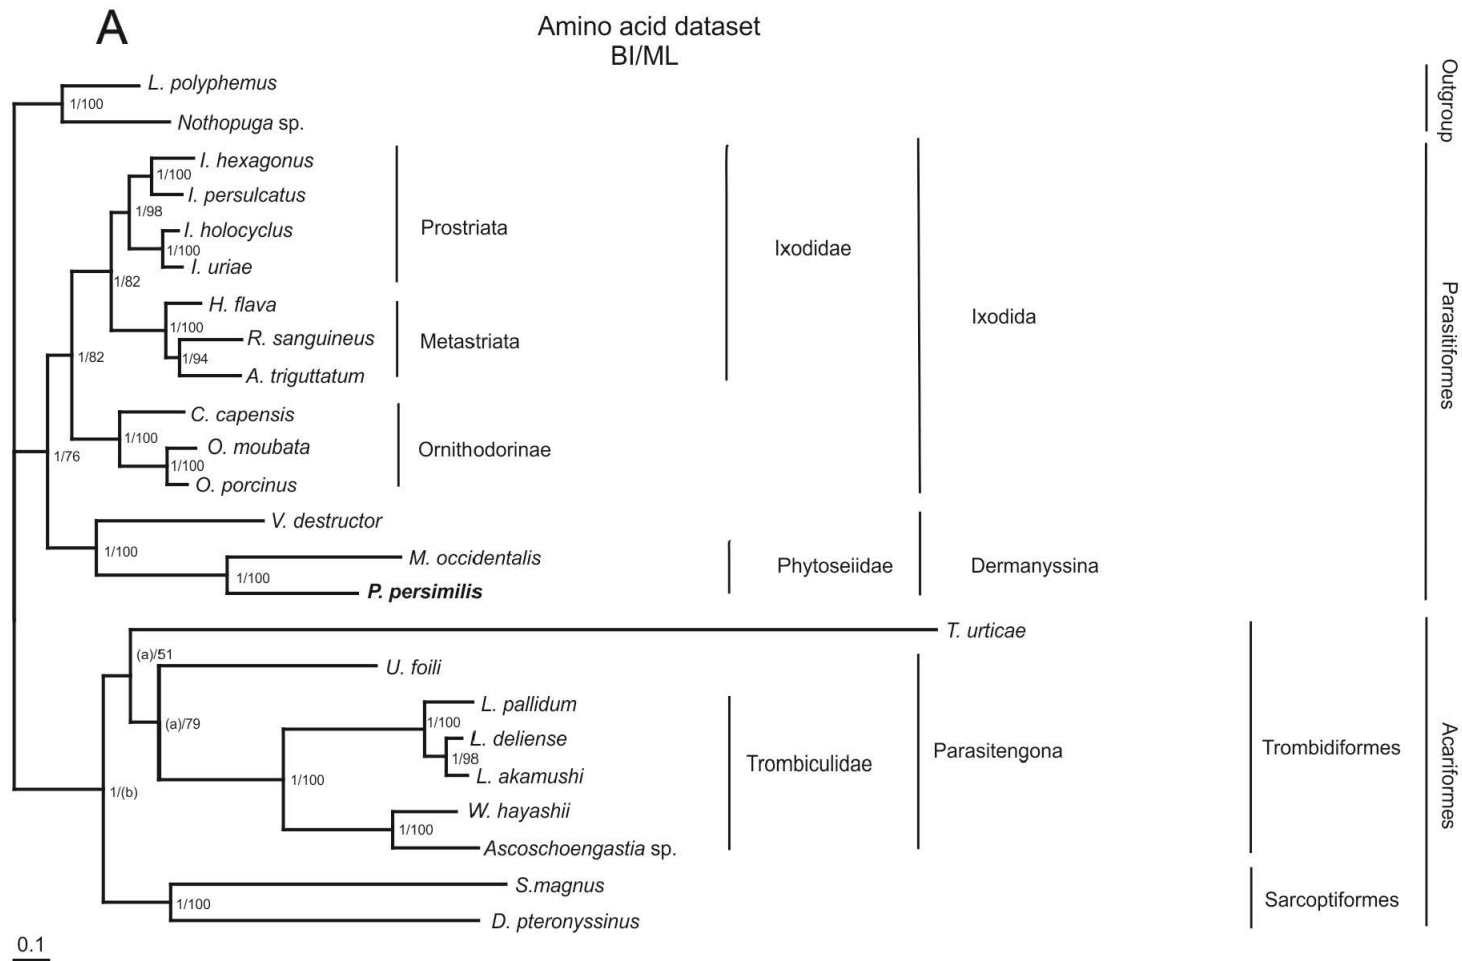 A
Amino acid dataset
BI/ML
L. polyphemus
1/100
Nothopuga sp.
Outgroup
I. hexagonus
1/100
I. persulcatus
1/98
I. holocyclus
1/100
I. uriae
Prostriata
1/82
H. flava
1/100
R. sanguineus
1/94
A. triguttatum
Metastriata
Ixodidae
1/82
C. capensis
1/100
O. moubata
1/100
O. porcinus
Ornithodorinae
Ixodida
1/76
V. destructor
1/100
M. occidentalis
1/100
P. persimilis
Phytoseiidae
Dermanyssina
Parasitiformes
T. urticae
(a)/51
U. foili
(a)/79
L. pallidum
1/100
L. deliense
1/98
L. akamushi
1/100
W. hayashii
1/100
Ascoschoengastia sp.
Trombiculidae
Parasitengona
Trombidiformes
1/(b)
S.magnus
1/100
D. pteronyssinus
Sarcoptiformes
Acariformes
0.1